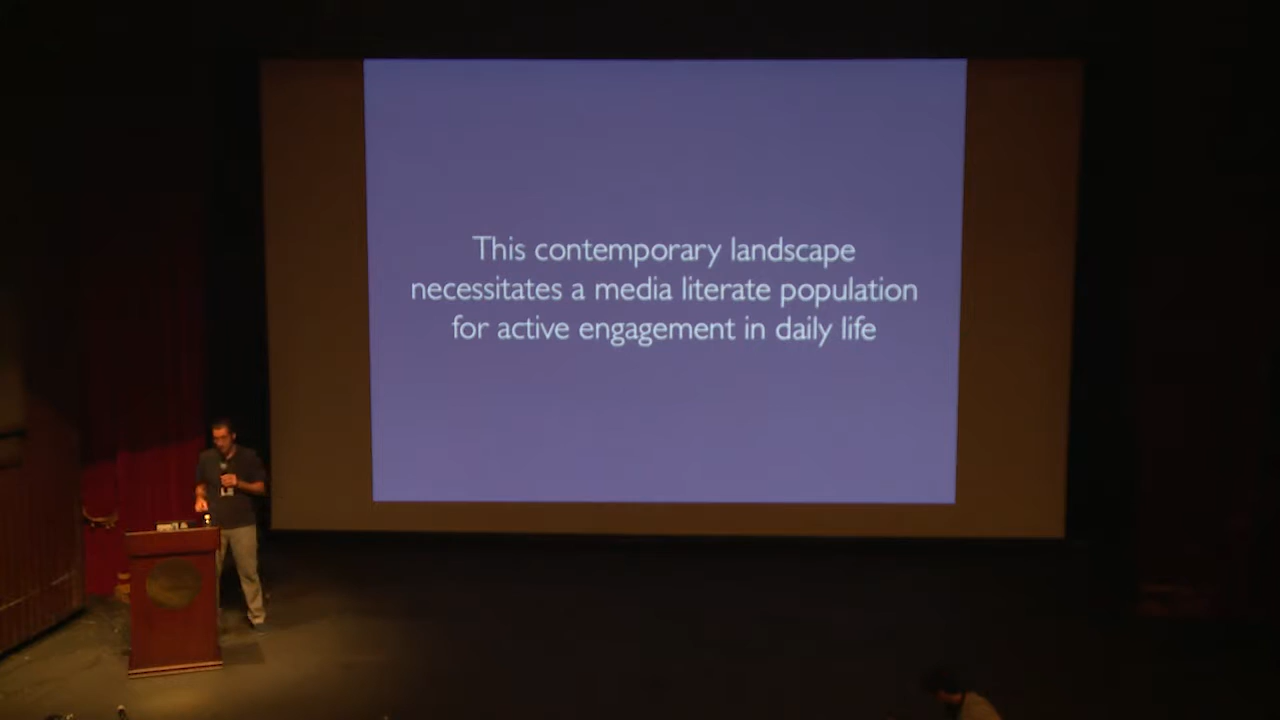 This contemporary landscape
necessitates a media literate population
for active engagement in daily life